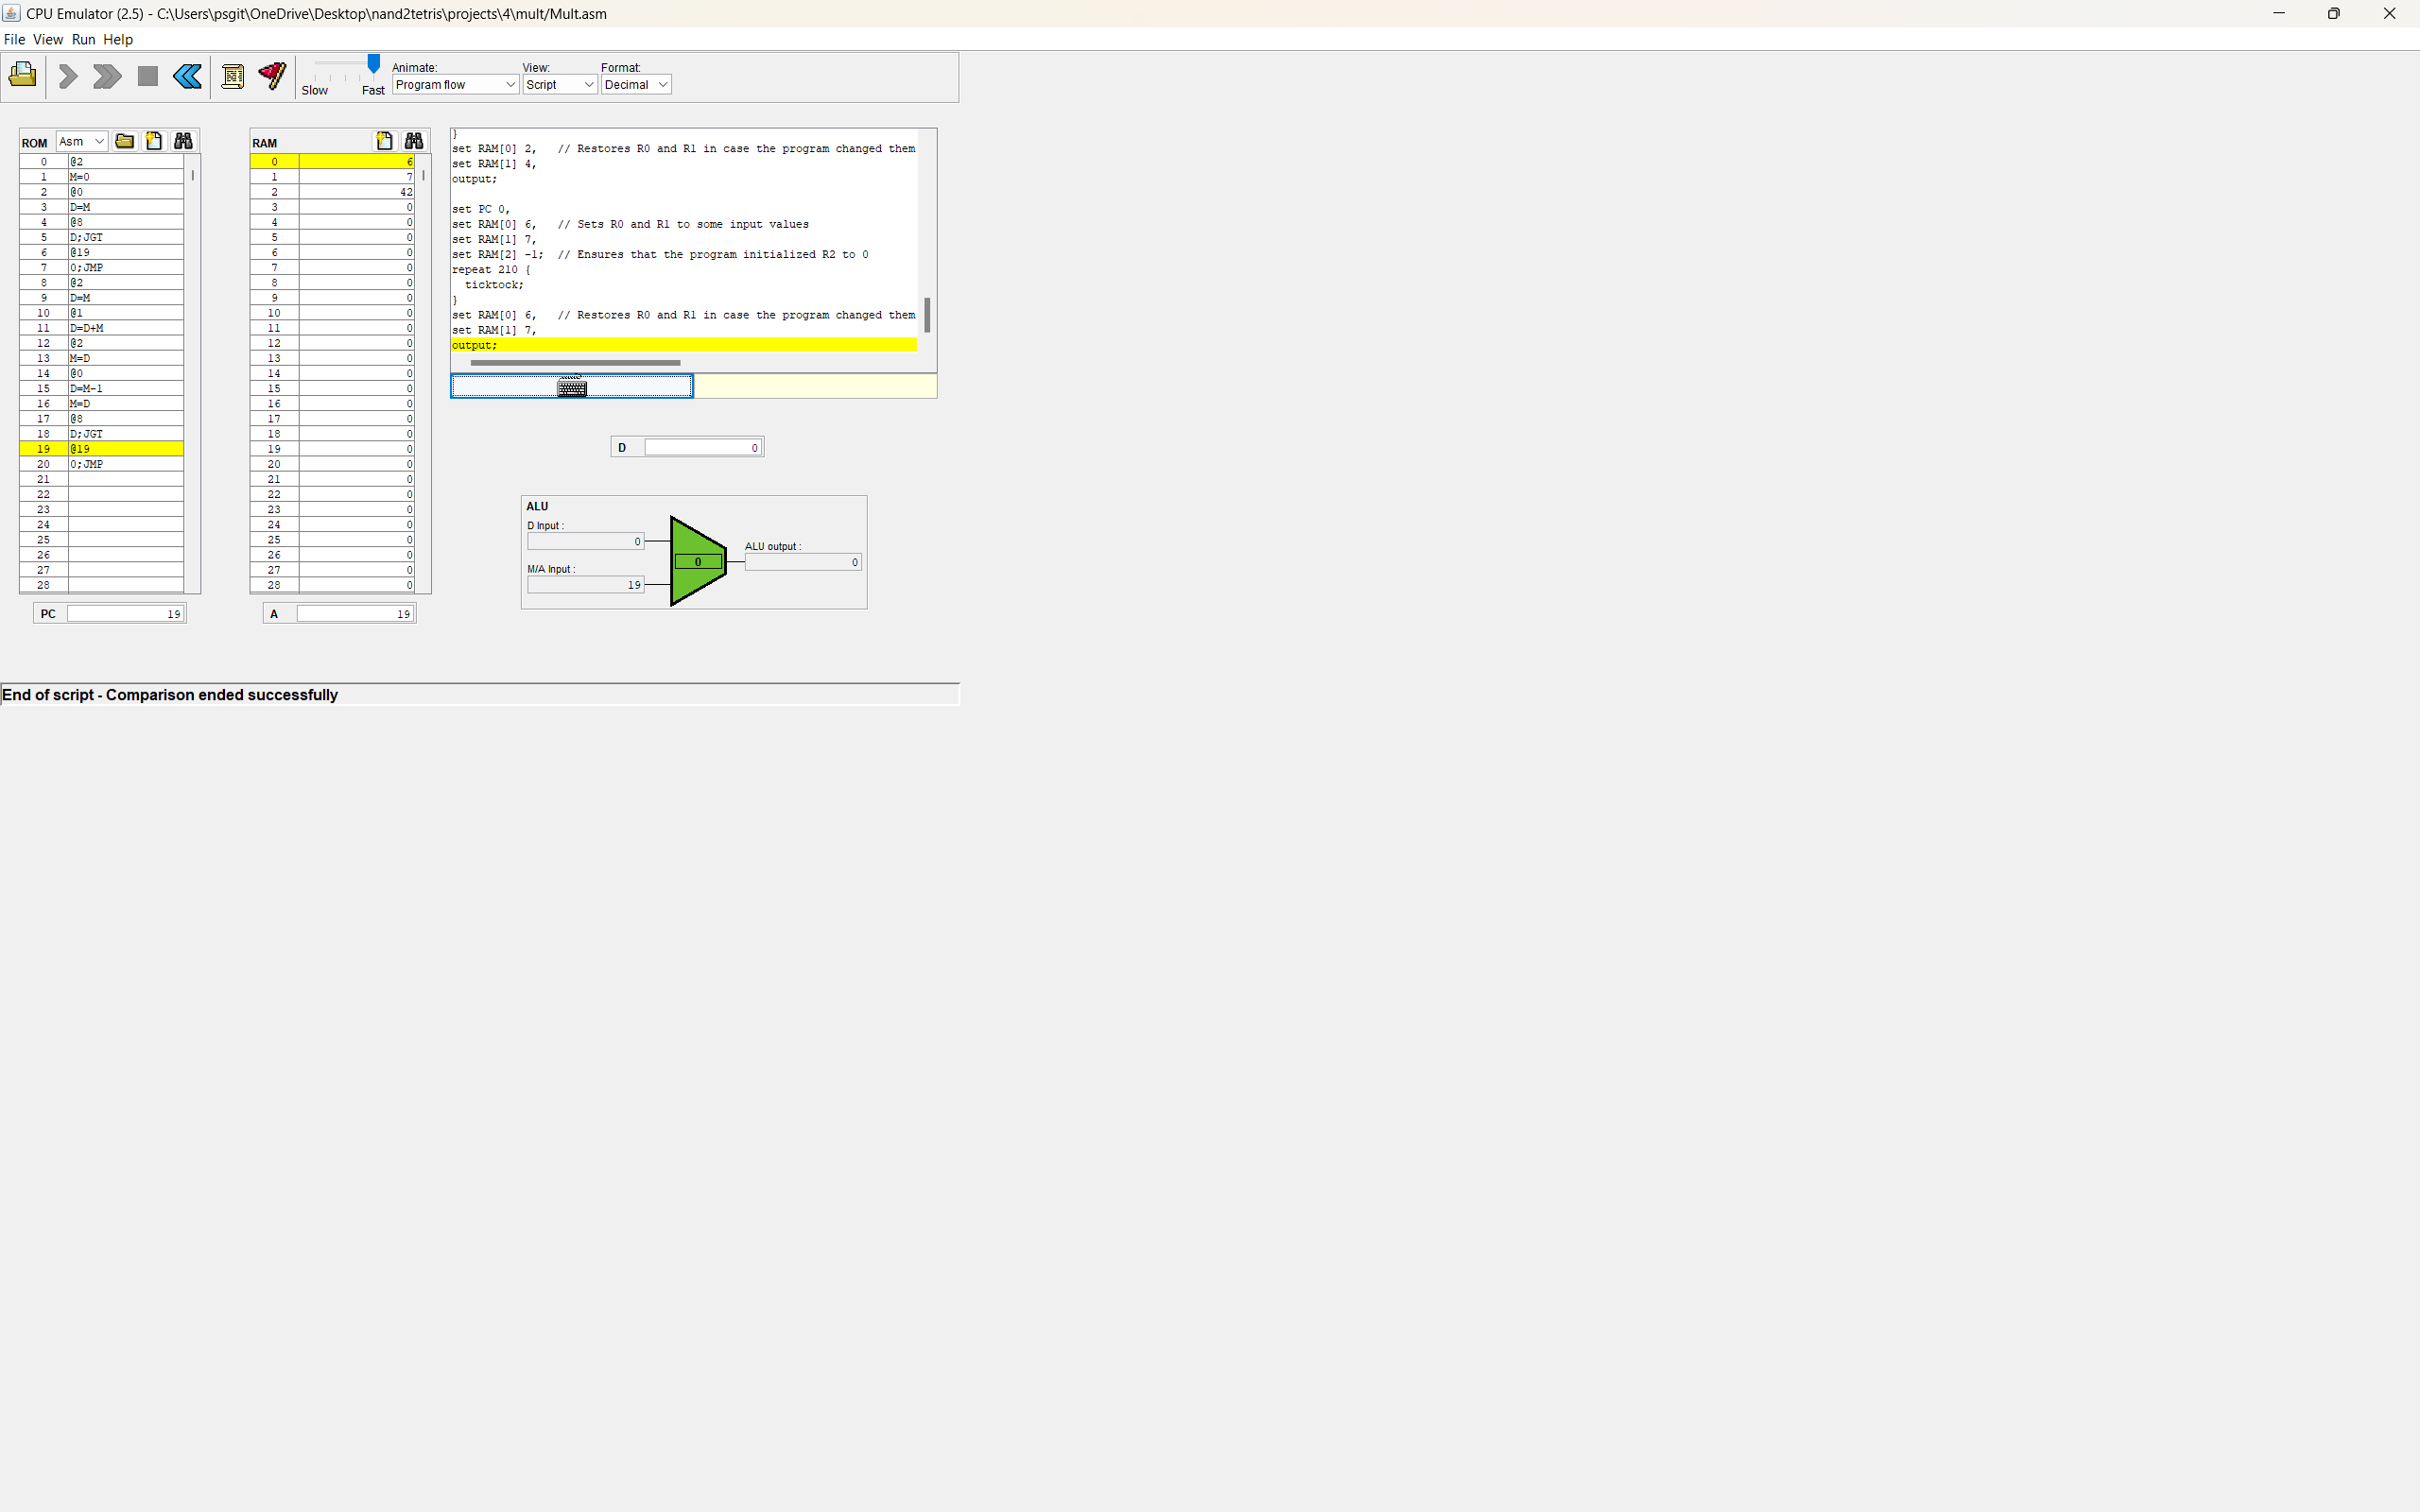 CPU Emulator (2.5) - C:\Users\psgit\OneDrive\Desktop\nand2tetris\projects\4\mult/Mult.asm
File View Run Help
Slow Fast
Animate:
Program flow
View:
Script
Format:
Decimal
ROM Asm
0 @2
1 M=0
2 @0
3 D=M
4 @8
5 D;JGT
6 @19
7 0;JMP
8 @2
9 D=M
10 @1
11 D=D+M
12 @2
13 M=D
14 @0
15 D=M-1
16 M=D
17 @8
18 D;JGT
19 @19
20 0;JMP
21
22
23
24
25
26
27
28
PC 19
RAM
0 6
1 7
2 42
3 0
4 0
5 0
6 0
7 0
8 0
9 0
10 0
11 0
12 0
13 0
14 0
15 0
16 0
17 0
18 0
19 0
20 0
21 0
22 0
23 0
24 0
25 0
26 0
27 0
28 0
A 19
}
set RAM[0] 2,   // Restores R0 and R1 in case the program changed them
set RAM[1] 4,
output;
set PC 0,
set RAM[0] 6,   // Sets R0 and R1 to some input values
set RAM[1] 7,
set RAM[2] -1;  // Ensures that the program initialized R2 to 0
repeat 210 {
  ticktock;
}
set RAM[0] 6,   // Restores R0 and R1 in case the program changed them
set RAM[1] 7,
output;
D 0
ALU
D Input :
0
M/A Input :
19
0
ALU output :
0
End of script - Comparison ended successfully